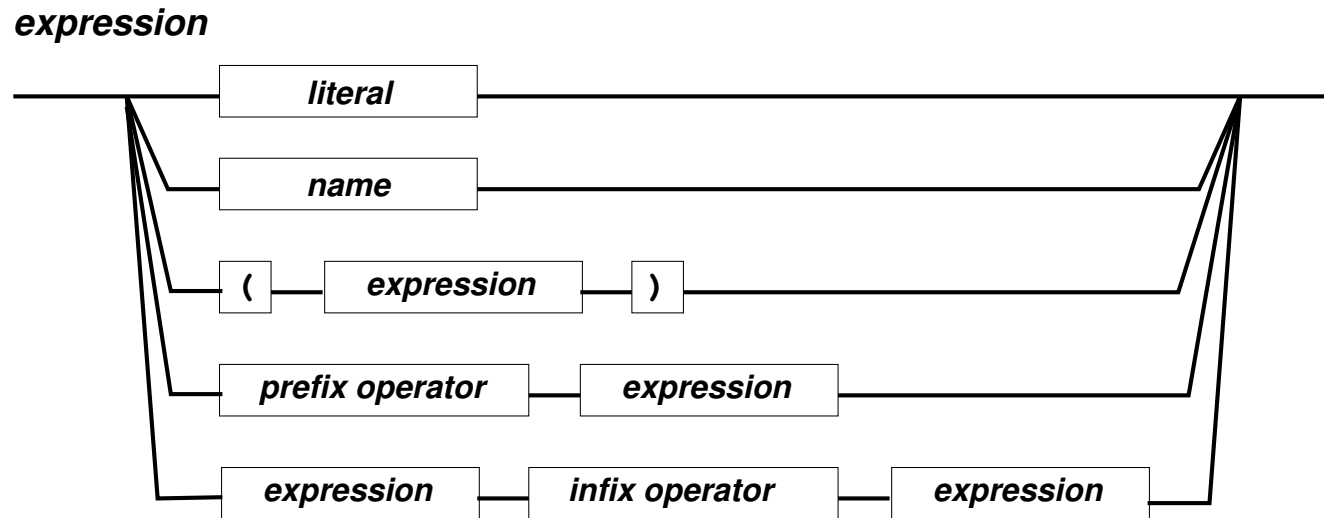 expression
literal
name
( expression )
prefix operator expression
expression infix operator expression